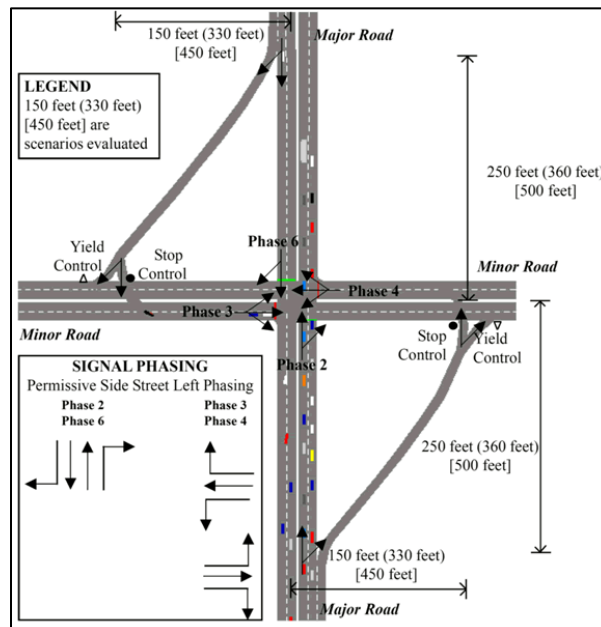 150 feet (330 feet)
[450 feet]
Major Road
LEGEND
150 feet (330 feet)
[450 feet] are
scenarios evaluated
250 feet (360 feet)
[500 feet]
Phase 6
Yield
Control
Stop
Control
Phase 4
Minor Road
Phase 3
Minor Road
Stop
Control
Yield
Control
Phase 2
SIGNAL PHASING
Permissive Side Street Left Phasing
Phase 2
Phase 6
Phase 3
Phase 4
250 feet (360 feet)
[500 feet]
150 feet (330 feet)
[450 feet]
Major Road